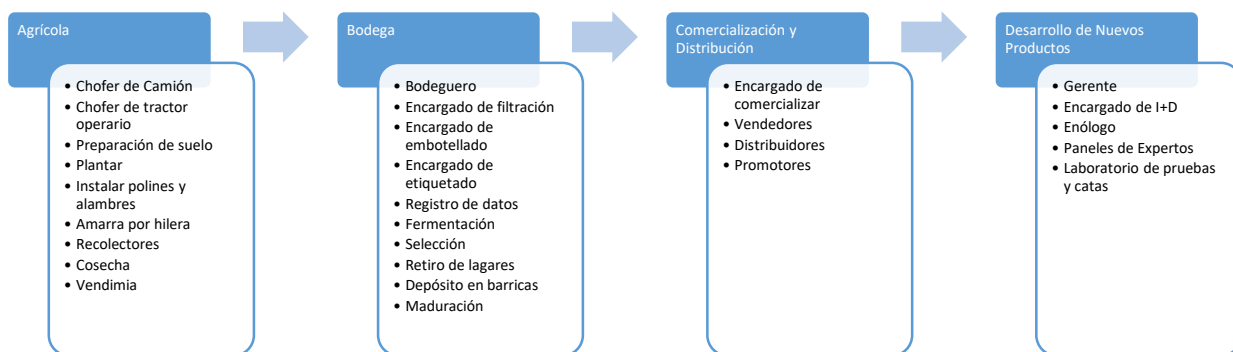 Agrícola
• Chofer de Camión
• Chofer de tractor
operario
• Preparación de suelo
• Plantar
• Instalar polines y
alambres
• Amarra por hilera
• Recolectores
• Cosecha
• Vendimia
Bodega
• Bodeguero
• Encargado de filtración
• Encargado de
embotellado
• Encargado de
etiquetado
• Registro de datos
• Fermentación
• Selección
• Retiro de lagares
• Depósito en barricas
• Maduración
Comercialización y
Distribución
• Encargado de
comercializar
• Vendedores
• Distribuidores
• Promotores
Desarrollo de Nuevos
Productos
• Gerente
• Encargado de I+D
• Enólogo
• Paneles de Expertos
• Laboratorio de pruebas
y catas